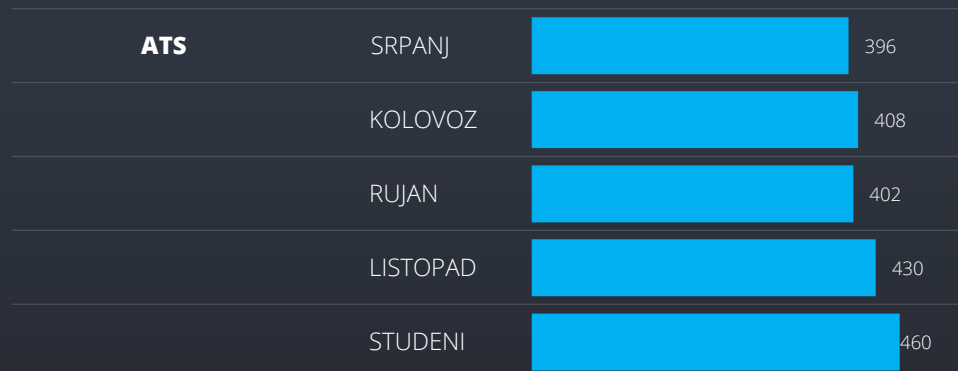 ATS SRPANJ 396
KOLOVOZ 408
RUJAN 402
LISTOPAD 430
STUDENI 460